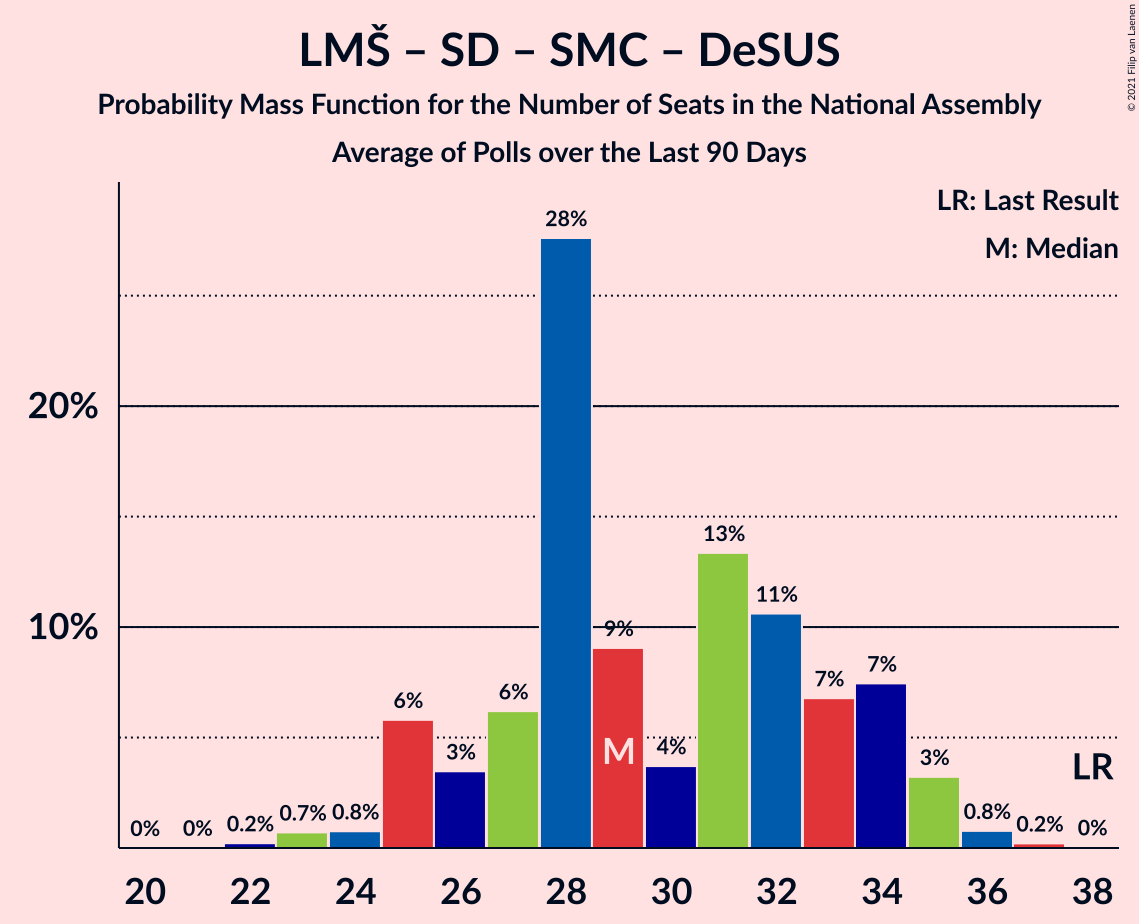 LMŠ – SD – SMC – DeSUS
Probability Mass Function for the Number of Seats in the National Assembly
Average of Polls over the Last 90 Days
© 2021 Filip van Laenen
LR: Last Result
M: Median
28%
20%
13%
11%
10%
9%
7%
7%
6%
6%
3%
M
4%
3%
LR
0%
0%
0.2%
0.7%
0.8%
0.8%
0.2%
0%
20 22 24 26 28 30 32 34 36 38